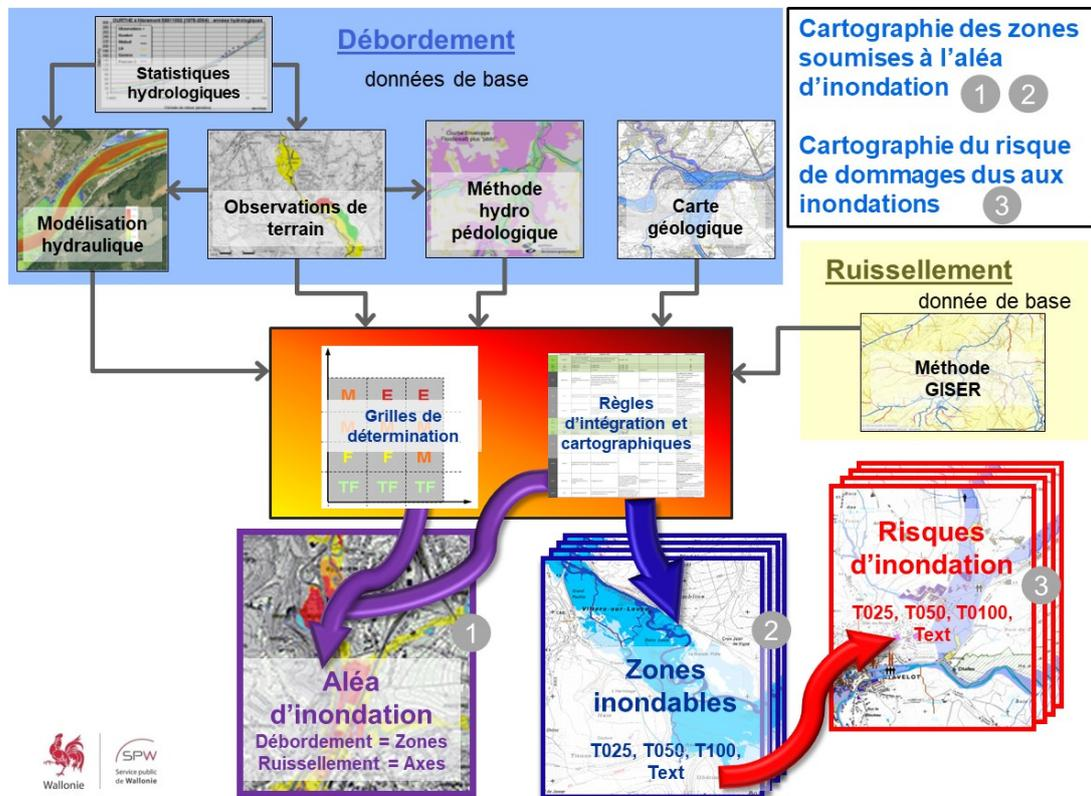 Débordement
données de base
OURTHE à Nisramont
Statistiques
hydrologiques
Modélisation
hydraulique
Observations de
terrain
Méthode
hydro
pédologique
Carte
géologique
Cartographie des zones
soumises à l’aléa
d’inondation 1 2
Cartographie du risque
de dommages dus aux
inondations 3
Ruissellement
donnée de base
Méthode
GISER
M E E
Grilles de
détermination
F F M
TF TF TF
Règles
d’intégration et
cartographiques
1
Aléa
d’inondation
Débordement = Zones
Ruissellement = Axes
2
Zones
inondables
T025, T050, T100,
Text
3
Risques
d’inondation
T025, T050, T0100,
Text
Wallonie
SPW
Service public
de Wallonie